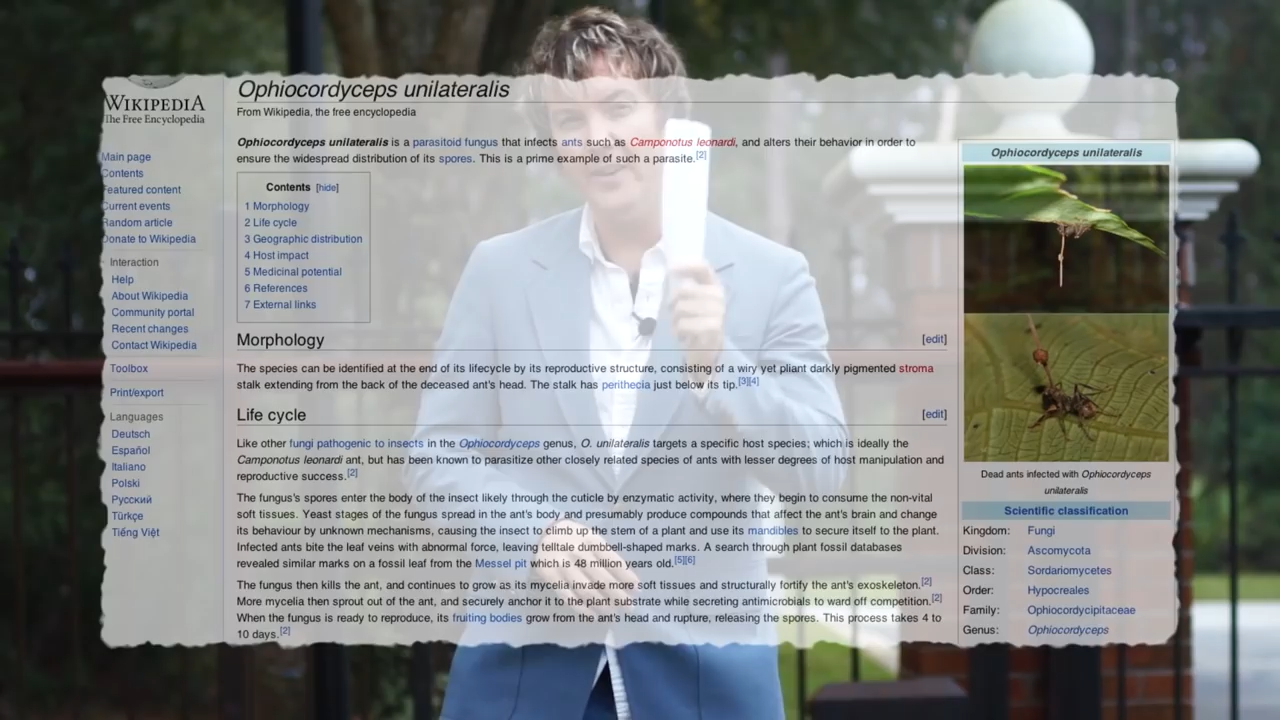 Ophiocordyceps unilateralis
WIKIPEDIA
The Free Encyclopedia
From Wikipedia, the free encyclopedia
Main page
Contents
Featured content
Current events
Random article
Donate to Wikipedia
Interaction
Help
About Wikipedia
Community portal
Recent changes
Contact Wikipedia
Toolbox
Print/export
Languages
Deutsch
Español
Italiano
Polski
Русский
Türkçe
Tiếng Việt
Ophiocordyceps unilateralis is a parasitoid fungus that infects ants such as Camponotus leonardi, and alters their behavior in order to
ensure the widespread distribution of its spores. This is a prime example of such a parasite.[2]
Contents [hide]
1 Morphology
2 Life cycle
3 Geographic distribution
4 Host impact
5 Medicinal potential
6 References
7 External links
Morphology [edit]
The species can be identified at the end of its lifecycle by its reproductive structure, consisting of a wiry yet pliant darkly pigmented stroma
stalk extending from the back of the deceased ant's head. The stalk has perithecia just below its tip.[3][4]
Life cycle [edit]
Like other fungi pathogenic to insects in the Ophiocordyceps genus, O. unilateralis targets a specific host species; which is ideally the
Camponotus leonardi ant, but has been known to parasitize other closely related species of ants with lesser degrees of host manipulation and
reproductive success.[2]
The fungus's spores enter the body of the insect likely through the cuticle by enzymatic activity, where they begin to consume the non-vital
soft tissues. Yeast stages of the fungus spread in the ant's body and presumably produce compounds that affect the ant's brain and change
its behaviour by unknown mechanisms, causing the insect to climb up the stem of a plant and use its mandibles to secure itself to the plant.
Infected ants bite the leaf veins with abnormal force, leaving telltale dumbbell-shaped marks. A search through plant fossil databases
revealed similar marks on a fossil leaf from the Messel pit which is 48 million years old.[5][6]
The fungus then kills the ant, and continues to grow as its mycelia invade more soft tissues and structurally fortify the ant's exoskeleton.[2]
More mycelia then sprout out of the ant, and securely anchor it to the plant substrate while secreting antimicrobials to ward off competition.[2]
When the fungus is ready to reproduce, its fruiting bodies grow from the ant's head and rupture, releasing the spores. This process takes 4 to
10 days.[2]
Ophiocordyceps unilateralis
Dead ants infected with Ophiocordyceps
unilateralis
Scientific classification
Kingdom: Fungi
Division: Ascomycota
Class: Sordariomycetes
Order: Hypocreales
Family: Ophiocordycipitaceae
Genus: Ophiocordyceps